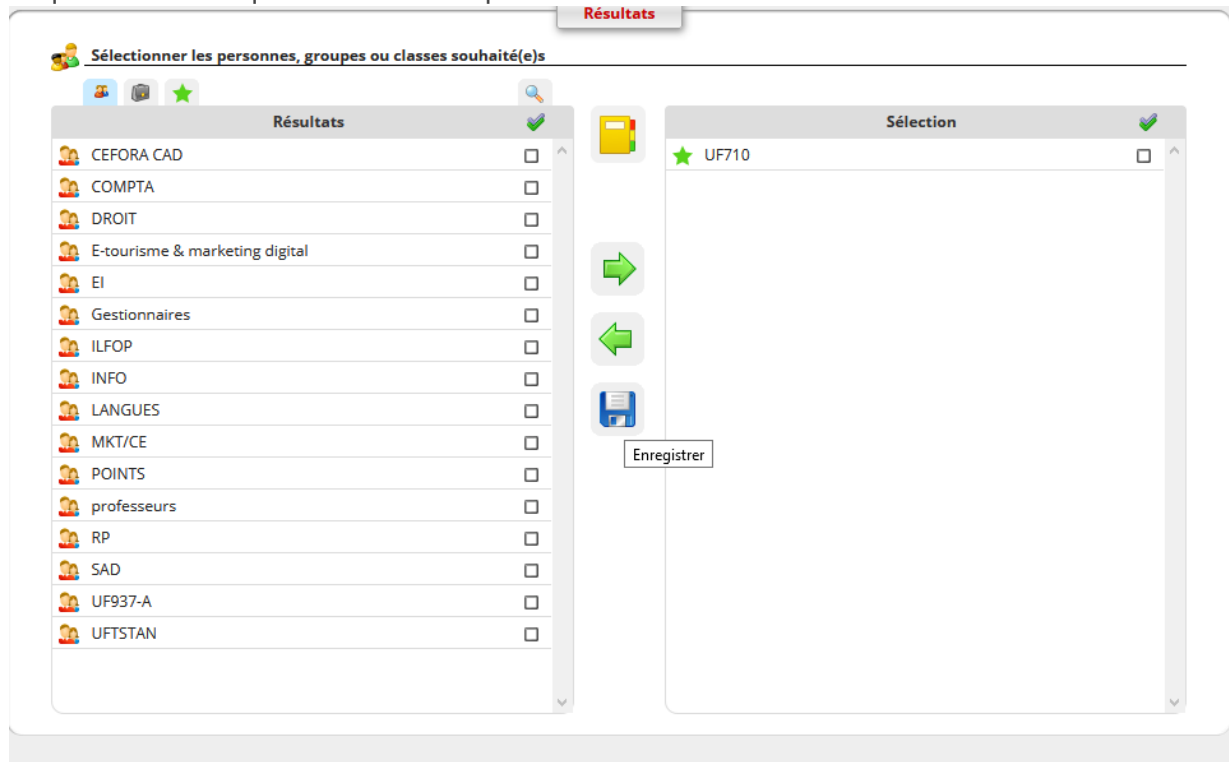 Résultats
Sélectionner les personnes, groupes ou classes souhaité(e)s
Résultats
Sélection
CEFORA CAD
UF710
COMPTA
DROIT
E-tourisme & marketing digital
EI
Gestionnaires
ILFOP
INFO
LANGUES
MKT/CE
Enregistrer
POINTS
professeurs
RP
SAD
UF937-A
UFTSTAN